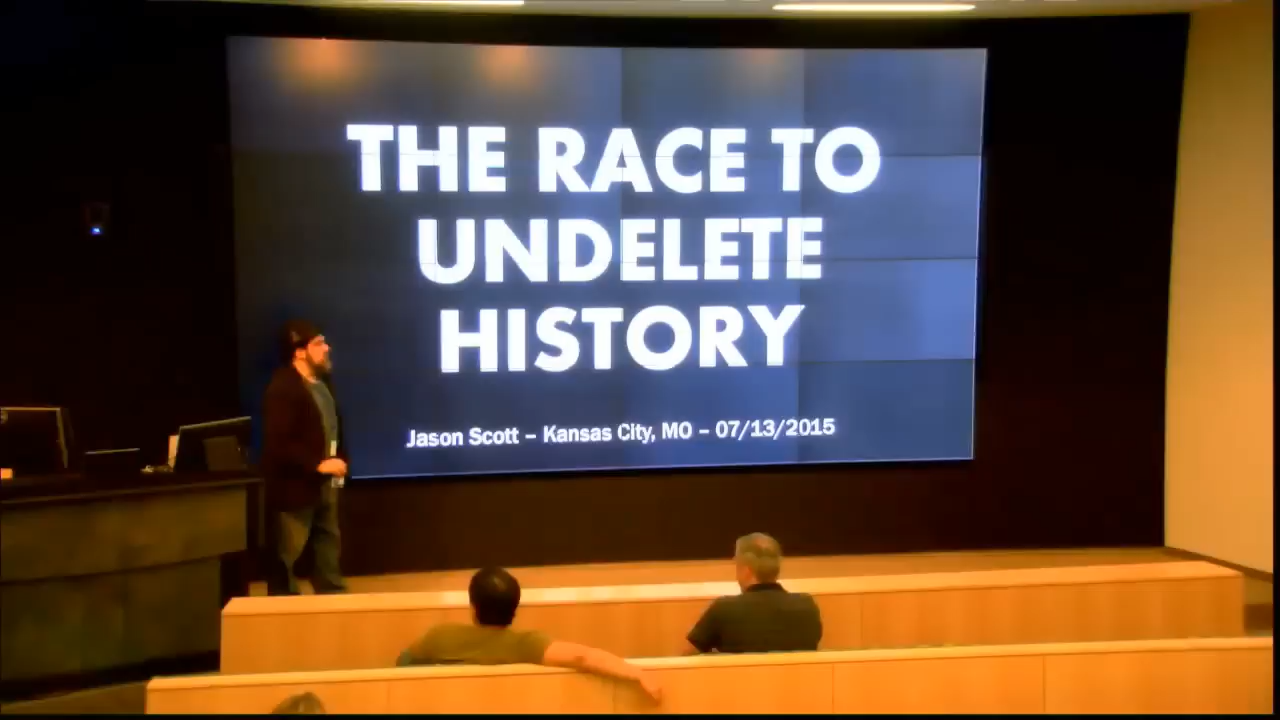 THE RACE TO
UNDELETE
HISTORY
Jason Scott – Kansas City, MO – 07/13/2015